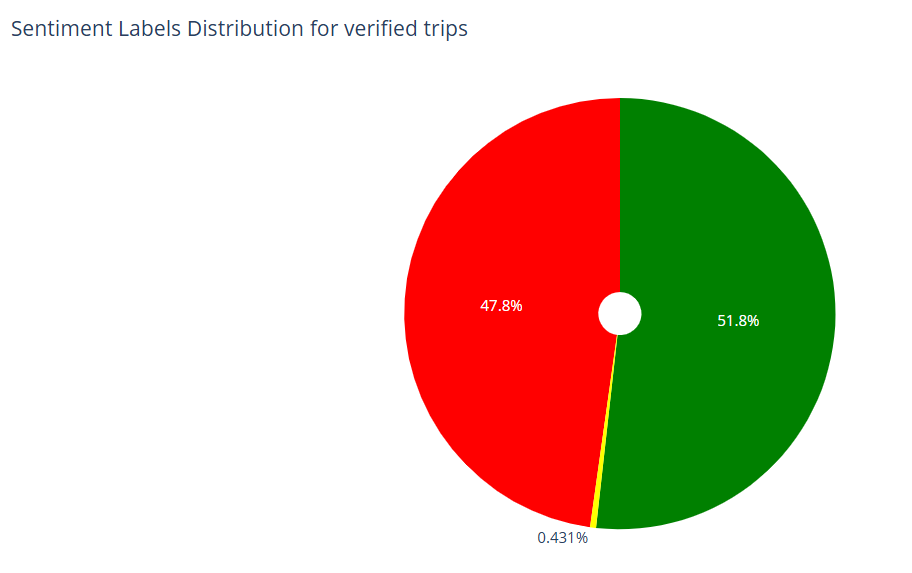 Sentiment Labels Distribution for verified trips
47.8%
51.8%
0.431%